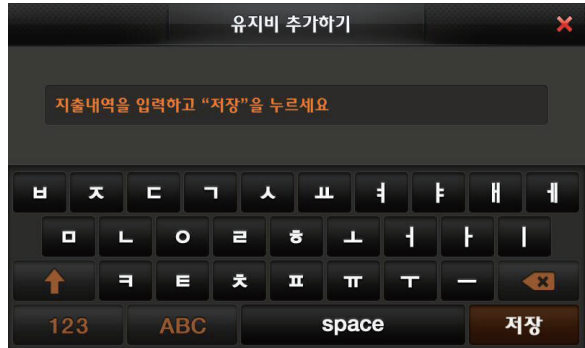 유지비 추가하기
지출내역을 입력하고 “저장”을 누르세요
ㅂ ㅈ ㄷ ㄱ ㅅ ㅛ ㅕ ㅑ ㅐ ㅔ
ㅁ ㄴ ㅇ ㄹ ㅎ ㅗ ㅓ ㅏ ㅣ
ㅋ ㅌ ㅊ ㅍ ㅠ ㅜ ㅡ
123 ABC space 저장